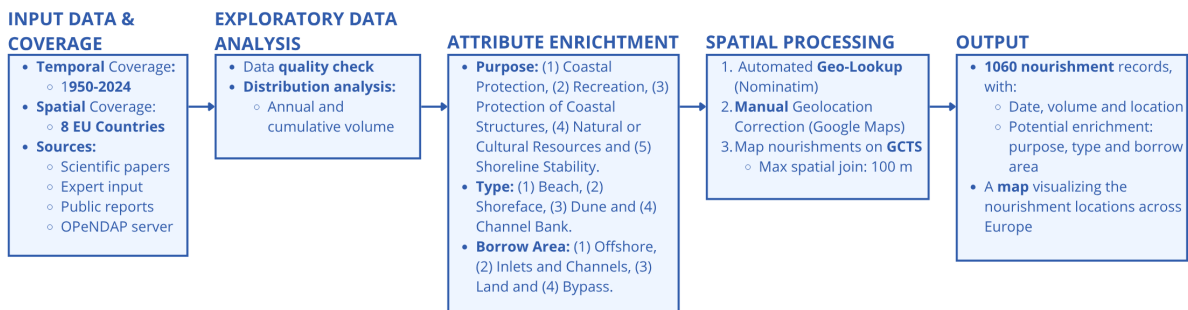 INPUT DATA &
COVERAGE
• Temporal Coverage:
◦ 1950-2024
• Spatial Coverage:
◦ 8 EU Countries
• Sources:
◦ Scientific papers
◦ Expert input
◦ Public reports
◦ OPeNDAP server
EXPLORATORY DATA
ANALYSIS
• Data quality check
• Distribution analysis:
◦ Annual and
cumulative volume
ATTRIBUTE ENRICHTMENT
• Purpose: (1) Coastal
Protection, (2) Recreation, (3)
Protection of Coastal
Structures, (4) Natural or
Cultural Resources and (5)
Shoreline Stability.
• Type: (1) Beach, (2)
Shoreface, (3) Dune and (4)
Channel Bank.
• Borrow Area: (1) Offshore,
(2) Inlets and Channels, (3)
Land and (4) Bypass.
SPATIAL PROCESSING
1. Automated Geo-Lookup
(Nominatim)
2. Manual Geolocation
Correction (Google Maps)
3. Map nourishments on GCTS
◦ Max spatial join: 100 m
OUTPUT
• 1060 nourishment records,
with:
◦ Date, volume and location
◦ Potential enrichment:
purpose, type and borrow
area
• A map visualizing the
nourishment locations across
Europe